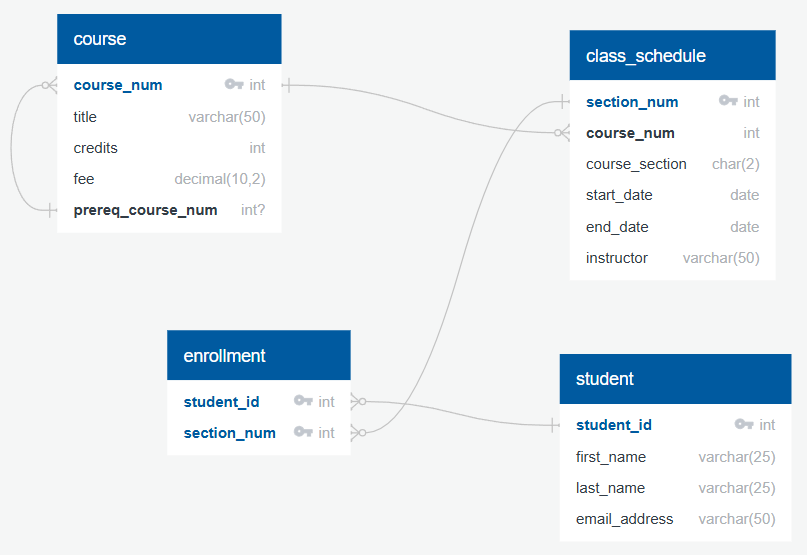 course
course_num int
title varchar(50)
credits int
fee decimal(10,2)
prereq_course_num int?
class_schedule
section_num int
course_num int
course_section char(2)
start_date date
end_date date
instructor varchar(50)
enrollment
student_id int
section_num int
student
student_id int
first_name varchar(25)
last_name varchar(25)
email_address varchar(50)